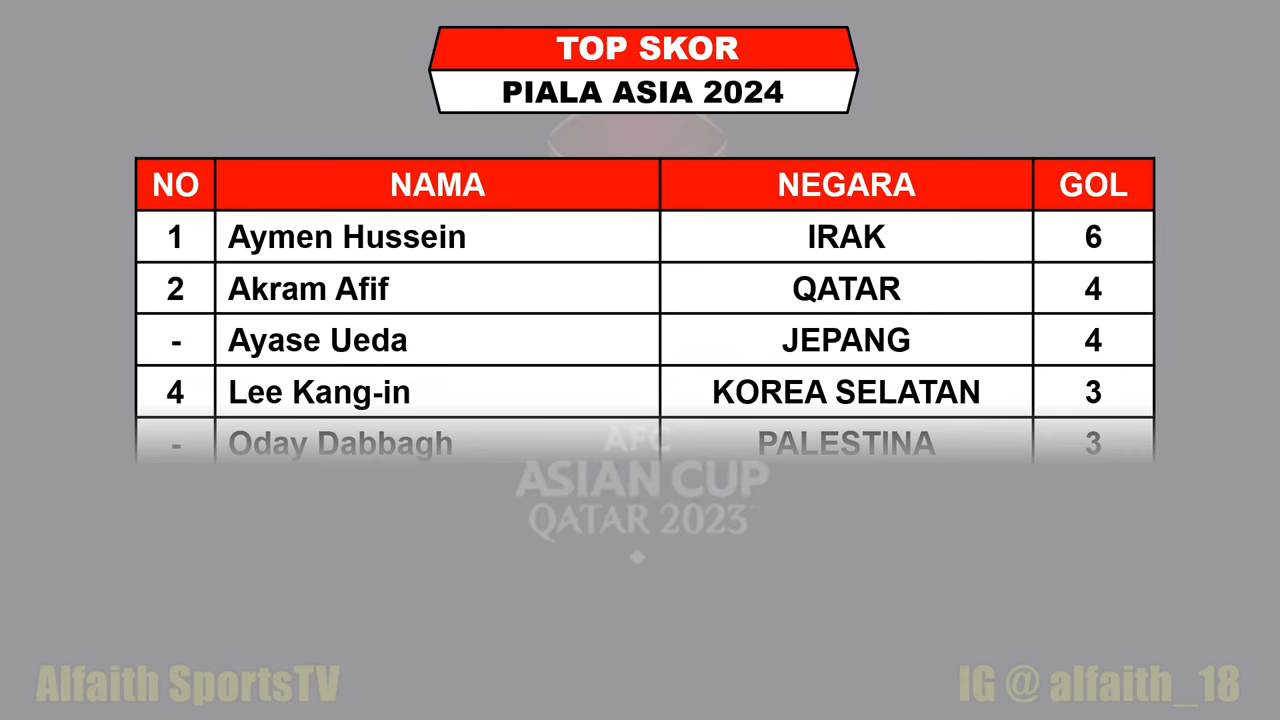 TOP SKOR
PIALA ASIA 2024
NO NAMA NEGARA GOL
1 Aymen Hussein IRAK 6
2 Akram Afif QATAR 4
- Ayase Ueda JEPANG 4
4 Lee Kang-in KOREA SELATAN 3
- Oday Dabbagh PALESTINA 3
AFC
ASIAN CUP
QATAR 2023™
Alfaith SportsTV IG @ alfaith_18